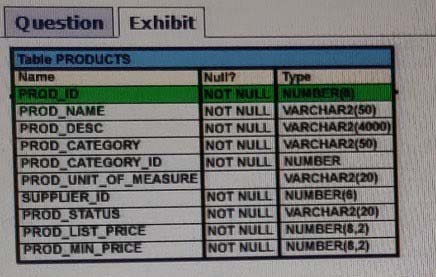 Question Exhibit
Table PRODUCTS
Name Null? Type
PROD_ID NOT NULL NUMBER(6)
PROD_NAME NOT NULL VARCHAR2(50)
PROD_DESC NOT NULL VARCHAR2(4000)
PROD_CATEGORY NOT NULL VARCHAR2(50)
PROD_CATEGORY_ID NOT NULL NUMBER
PROD_UNIT_OF_MEASURE VARCHAR2(20)
SUPPLIER_ID NOT NULL NUMBER(6)
PROD_STATUS NOT NULL VARCHAR2(20)
PROD_LIST_PRICE NOT NULL NUMBER(8,2)
PROD_MIN_PRICE NOT NULL NUMBER(8,2)